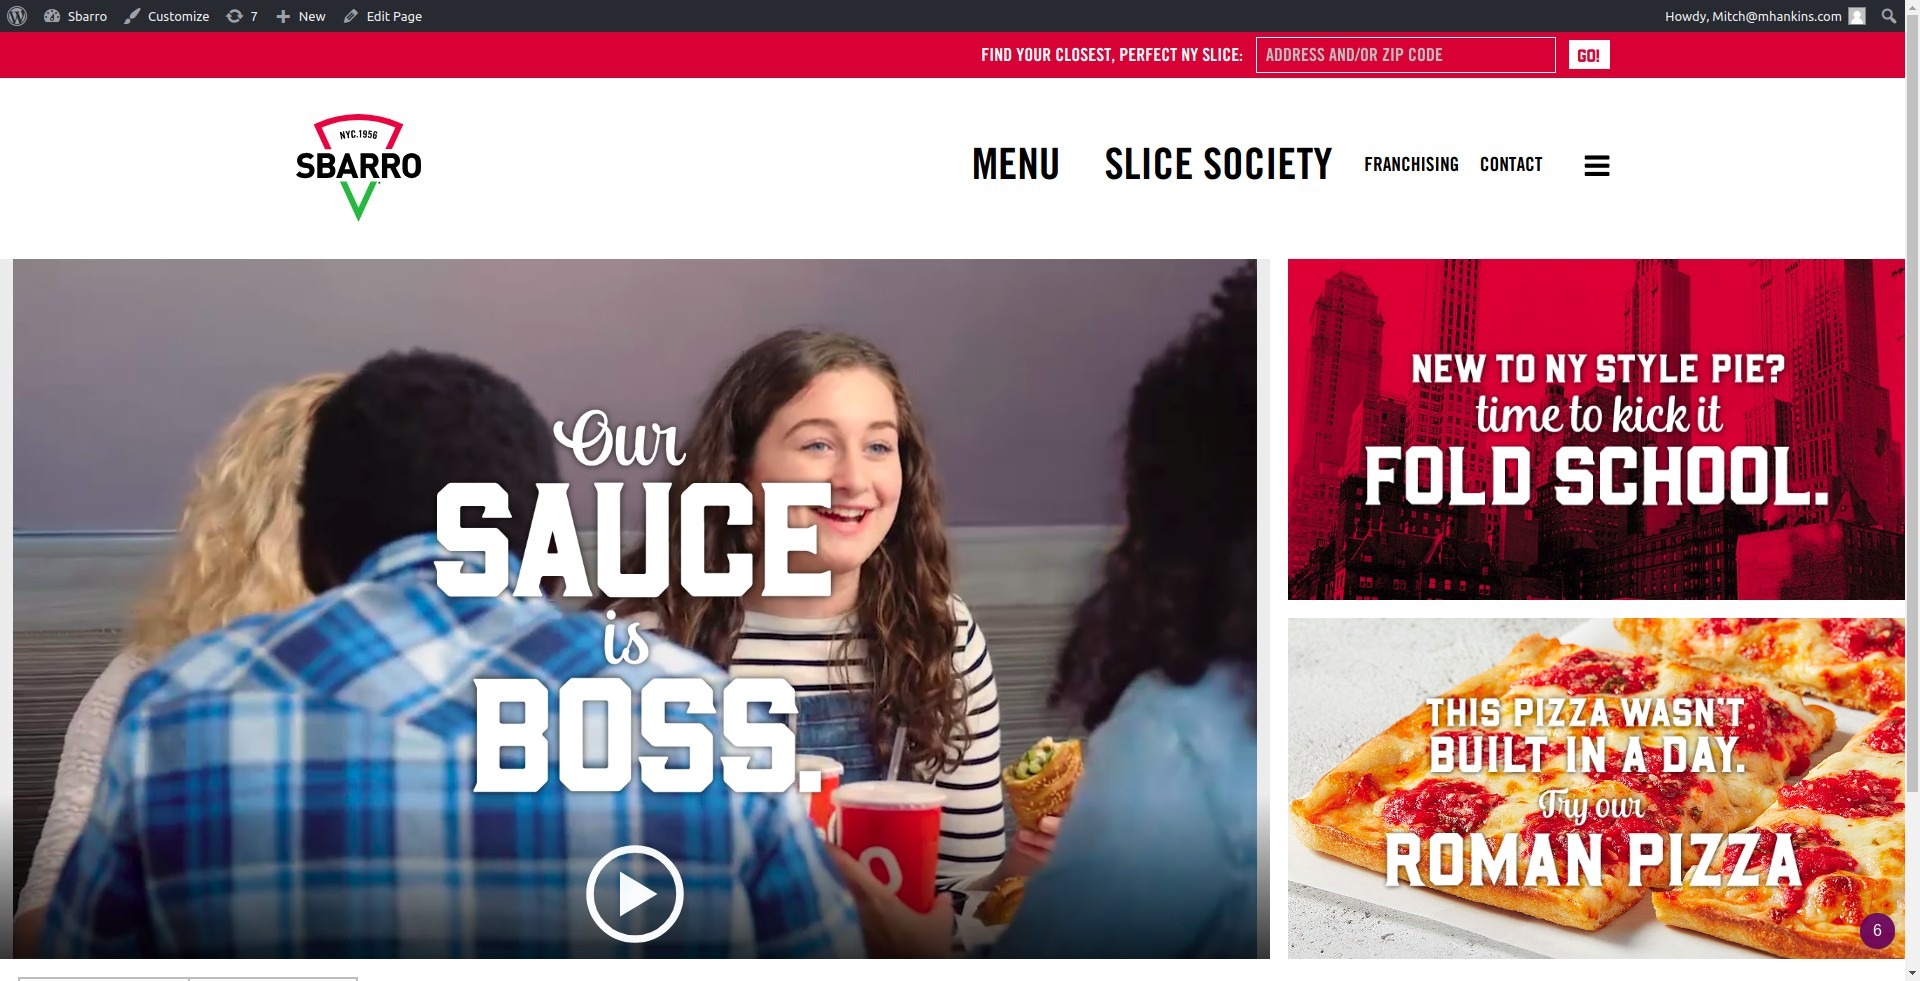 Sbarro
Customize
7
New
Edit Page
Howdy, Mitch@mhankins.com
FIND YOUR CLOSEST, PERFECT NY SLICE:
ADDRESS AND/OR ZIP CODE
GO!
NYC.1956
SBARRO
MENU
SLICE SOCIETY
FRANCHISING
CONTACT
Our
SAUCE
is
BOSS.
NEW TO NY STYLE PIE?
time to kick it
FOLD SCHOOL.
THIS PIZZA WASN'T
BUILT IN A DAY.
Try our
ROMAN PIZZA
6